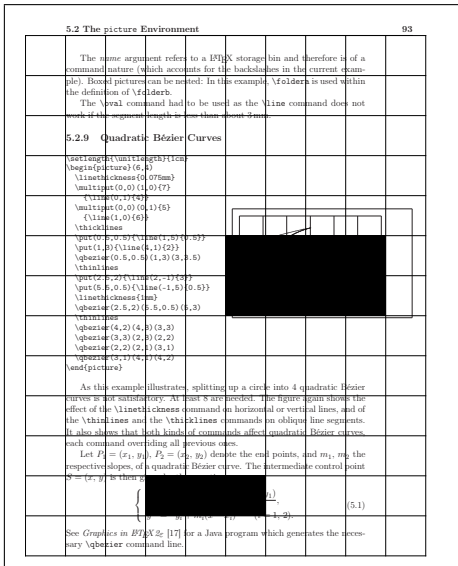 5.2 The picture Environment 93
The name argument refers to a LATEX storage bin and therefore is of
command nature (which accounts for the backslashes in the current exam-
ple). Boxed pictures can be nested: In this example, \foldera is used within
the definition of \folderb.
The \oval command had to be used as the \line command does not
work if the segment length is less than about 3 mm.
5.2.9 Quadratic Bézier Curves
\setlength{\unitlength}{1cm}
\begin{picture}(6,4)
\linethickness{0.075mm}
\multiput(0,0)(1,0){7}
{\line(0,1){4}}
\multiput(0,0)(0,1){5}
{\line(1,0){6}}
\thicklines
\put(0.5,0.5){\line(1,5){0.5}}
\put(1,3){\line(4,1){2}}
\qbezier(0.5,0.5)(1,3)(3,3.5)
\thinlines
\put(2.5,2){\line(2,-1){3}}
\put(5.5,0.5){\line(-1,5){0.5}}
\linethickness{1mm}
\qbezier(2.5,2)(5.5,0.5)(5,3)
\thinlines
\qbezier(4,2)(4,3)(3,3)
\qbezier(3,3)(2,3)(2,2)
\qbezier(2,2)(2,1)(3,1)
\qbezier(3,1)(4,1)(4,2)
\end{picture}
As this example illustrates, splitting up a circle into 4 quadratic Bézier
curves is not satisfactory. At least 8 are needed. The figure again shows the
effect of the \linethickness command on horizontal or vertical lines, and of
the \thinlines and the \thicklines commands on oblique line segments.
It also shows that both kinds of commands affect quadratic Bézier curves,
each command overriding all previous ones.
Let P₁ = (x₁, y₁), P₂ = (x₂, y₂) denote the end points, and m₁, m₂ the
respective slopes, of a quadratic Bézier curve. The intermediate control point
S = (x, y) is then
(5.1)
See Graphics in LATEX 2ε [17] for a Java program which generates the neces-
sary \qbezier command line.